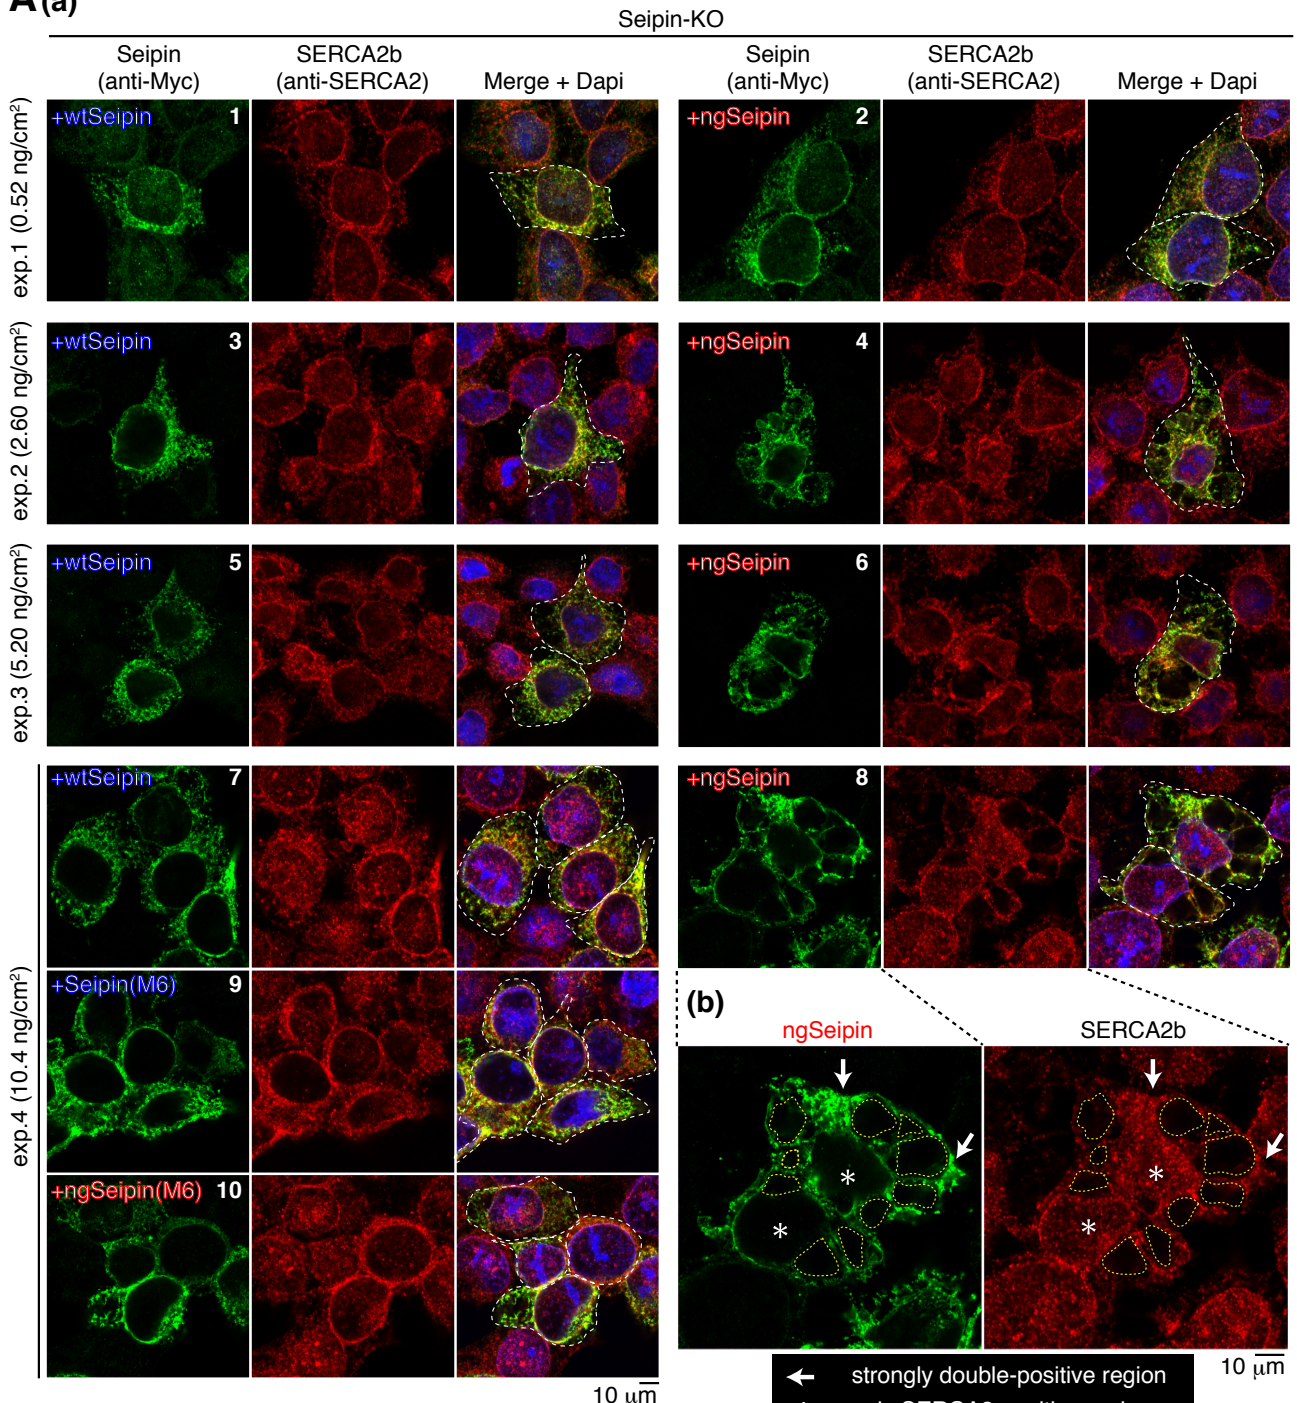 A (a)
Seipin-KO
Seipin (anti-Myc)
SERCA2b (anti-SERCA2)
Merge + Dapi
Seipin (anti-Myc)
SERCA2b (anti-SERCA2)
Merge + Dapi
exp.1 (0.52 ng/cm²)
+wtSeipin 1
+ngSeipin 2
exp.2 (2.60 ng/cm²)
+wtSeipin 3
+ngSeipin 4
exp.3 (5.20 ng/cm²)
+wtSeipin 5
+ngSeipin 6
exp.4 (10.4 ng/cm²)
+wtSeipin 7
+ngSeipin 8
+Seipin(M6) 9
+ngSeipin(M6) 10
10 μm
(b)
ngSeipin
SERCA2b
* *
* *
10 μm
strongly double-positive region